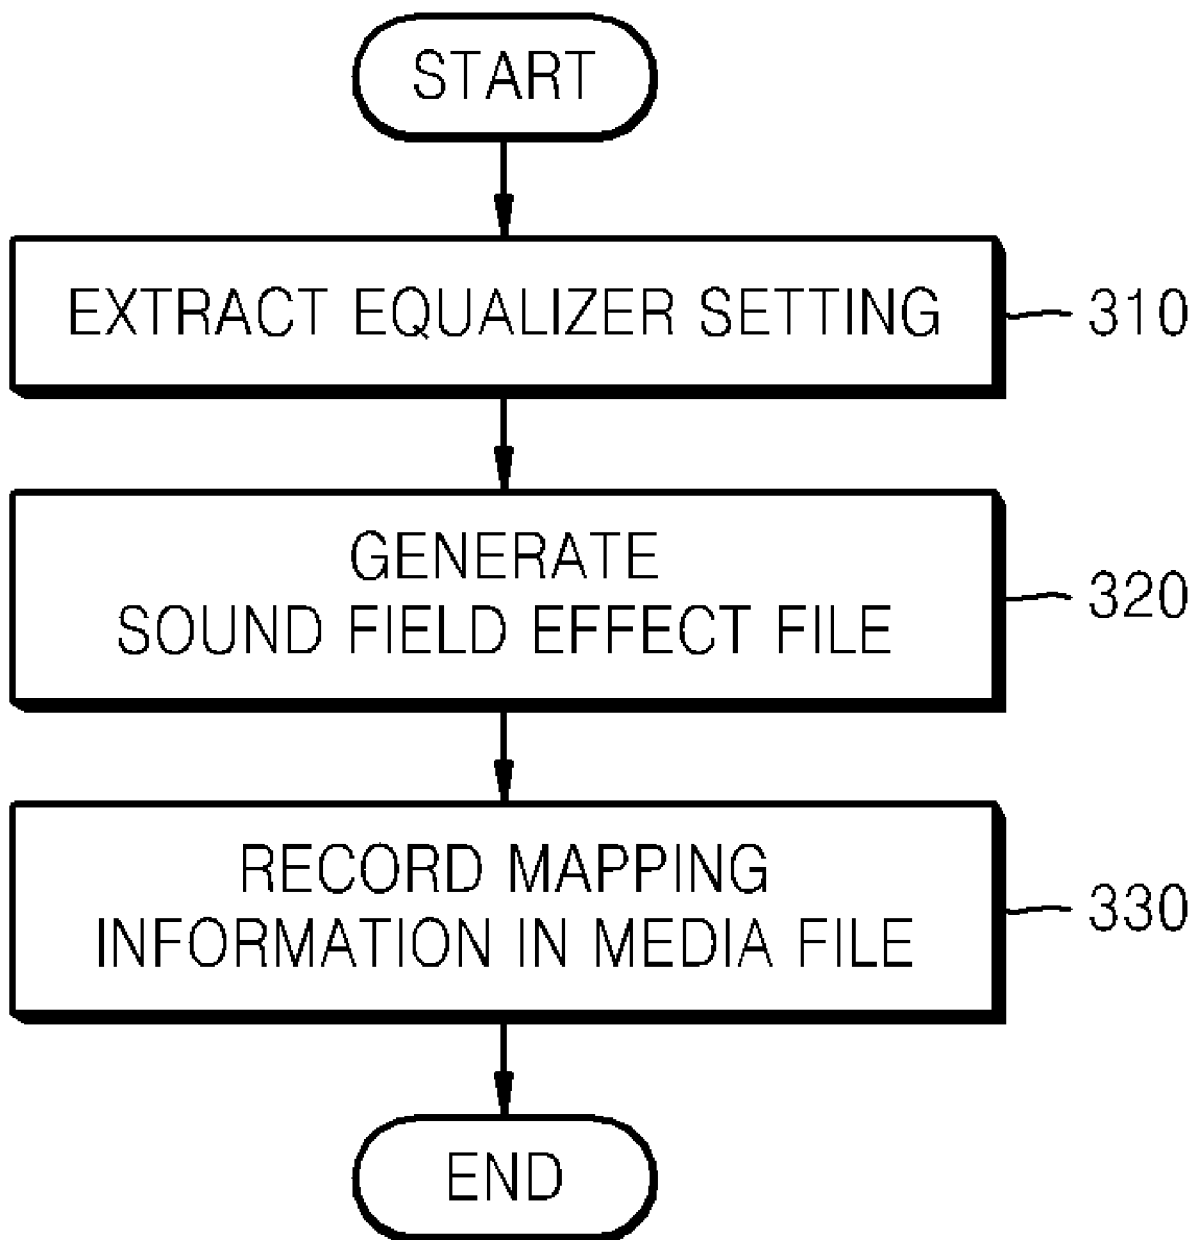 START
EXTRACT EQUALIZER SETTING
310
GENERATE
SOUND FIELD EFFECT FILE
320
RECORD MAPPING
INFORMATION IN MEDIA FILE
330
END